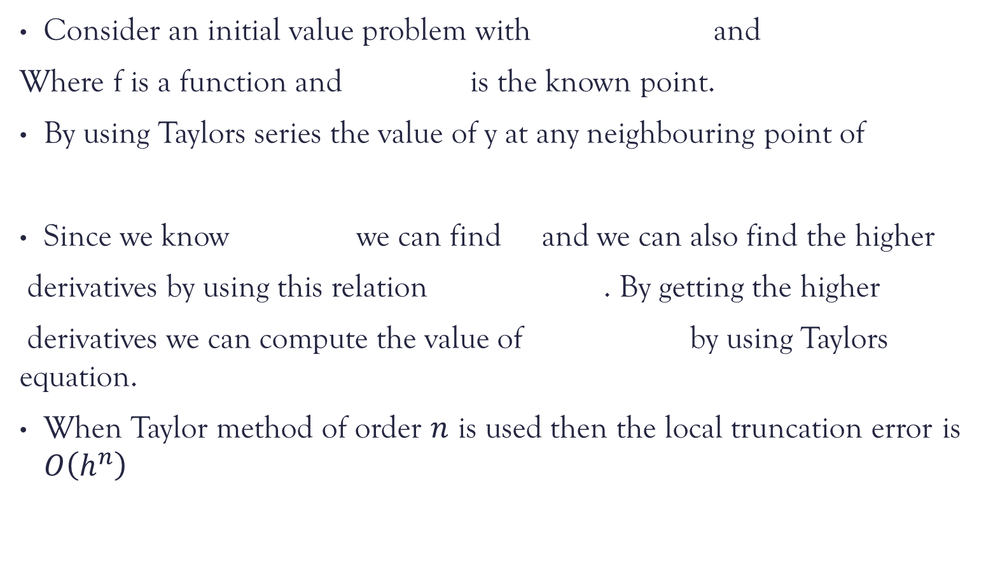 • Consider an initial value problem with and
Where f is a function and is the known point.
• By using Taylors series the value of y at any neighbouring point of
• Since we know we can find and we can also find the higher
derivatives by using this relation . By getting the higher
derivatives we can compute the value of by using Taylors
equation.
• When Taylor method of order 𝑛 is used then the local truncation error is
𝑂(ℎⁿ)